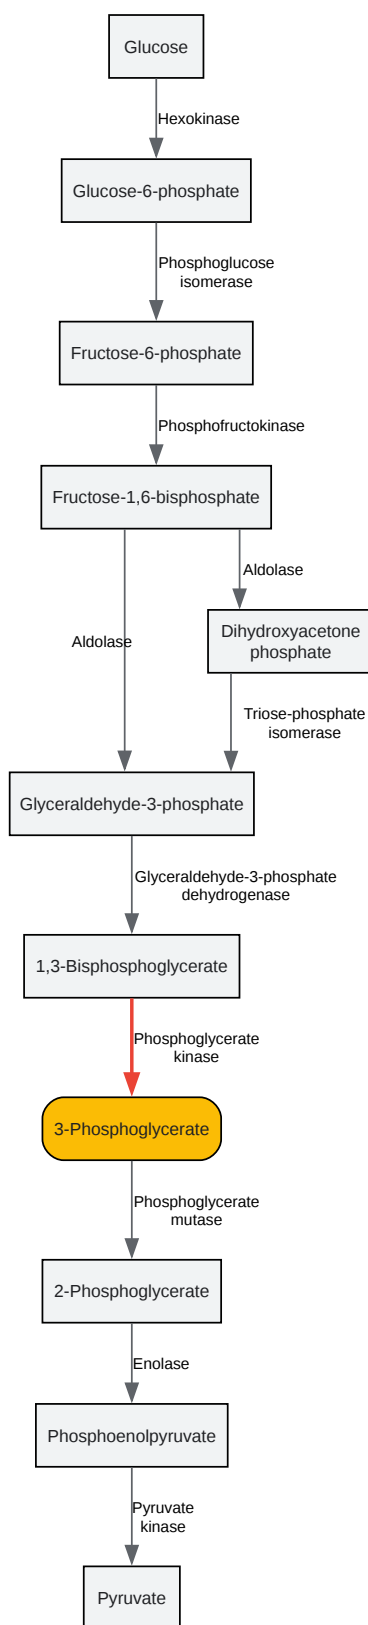 Glucose
Hexokinase
Glucose-6-phosphate
Phosphoglucose
isomerase
Fructose-6-phosphate
Phosphofructokinase
Fructose-1,6-bisphosphate
Aldolase
Dihydroxyacetone
phosphate
Aldolase
Triose-phosphate
isomerase
Glyceraldehyde-3-phosphate
Glyceraldehyde-3-phosphate
dehydrogenase
1,3-Bisphosphoglycerate
Phosphoglycerate
kinase
3-Phosphoglycerate
Phosphoglycerate
mutase
2-Phosphoglycerate
Enolase
Phosphoenolpyruvate
Pyruvate
kinase
Pyruvate